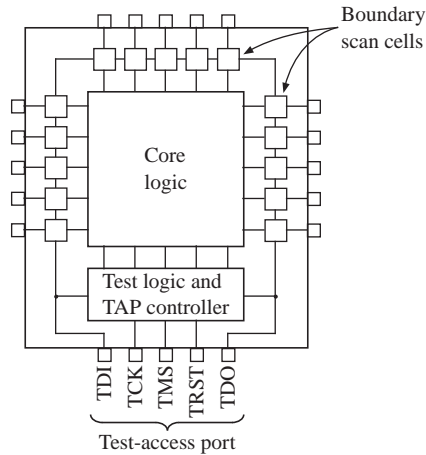 Boundary
scan cells
Core
logic
Test logic and
TAP controller
TDI
TCK
TMS
TRST
TDO
Test-access port